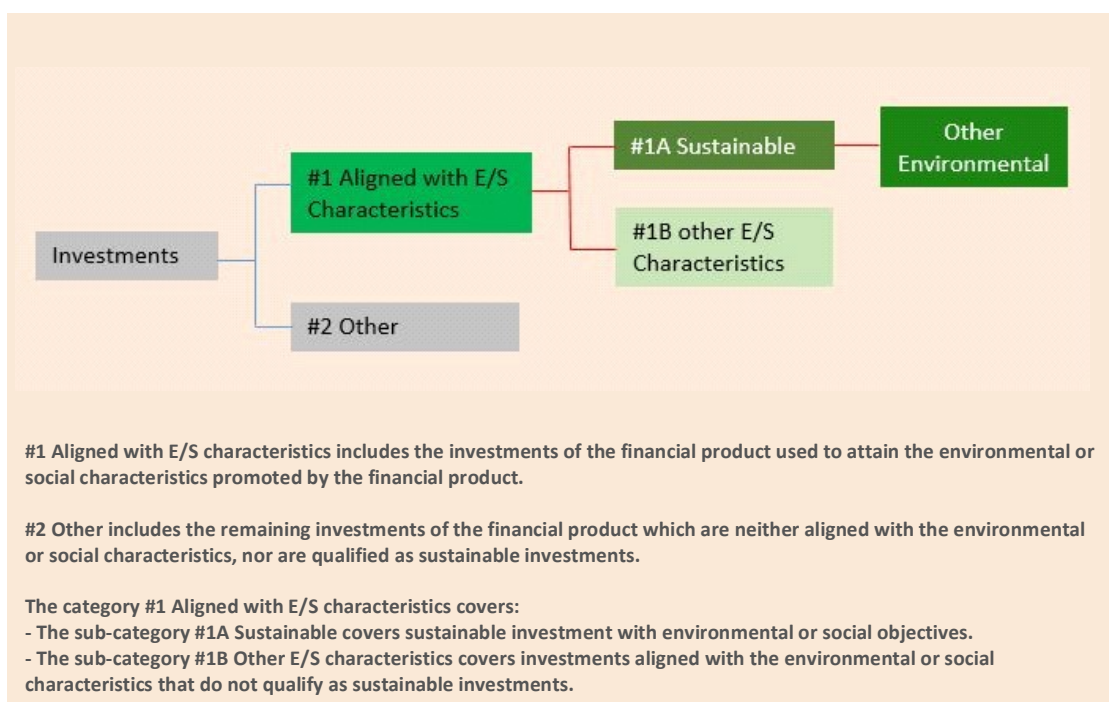 Investments
#1 Aligned with E/S
Characteristics
#2 Other
#1A Sustainable
#1B other E/S
Characteristics
Other
Environmental
#1 Aligned with E/S characteristics includes the investments of the financial product used to attain the environmental or
social characteristics promoted by the financial product.
#2 Other includes the remaining investments of the financial product which are neither aligned with the environmental
or social characteristics, nor are qualified as sustainable investments.
The category #1 Aligned with E/S characteristics covers:
- The sub-category #1A Sustainable covers sustainable investment with environmental or social objectives.
- The sub-category #1B Other E/S characteristics covers investments aligned with the environmental or social
characteristics that do not qualify as sustainable investments.